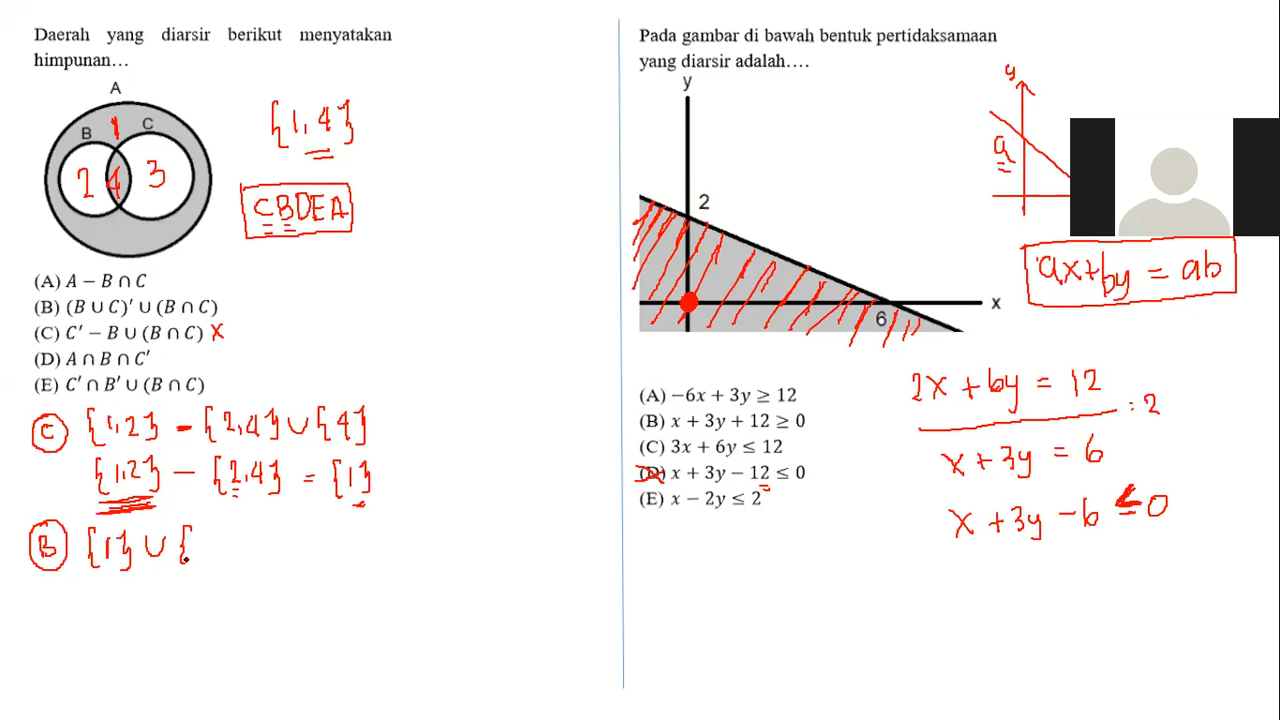 Daerah yang diarsir berikut menyatakan
himpunan…
A
B
C
1
2
4
3
{1,4}
CBDEA
(A) A − B ∩ C
(B) (B ∪ C)′ ∪ (B ∩ C)
(C) C′ − B ∪ (B ∩ C) X
(D) A ∩ B ∩ C′
(E) C′ ∩ B′ ∪ (B ∩ C)
C {1,2} - {2,4} ∪ {4}
{1,2} - {2,4} = {1}
B {1} ∪ {
Pada gambar di bawah bentuk pertidaksamaan
yang diarsir adalah….
y
2
6
x
y
a
ax+by = ab
(A) −6x + 3y ≥ 12
(B) x + 3y + 12 ≥ 0
(C) 3x + 6y ≤ 12
(D) x + 3y − 12 ≤ 0
(E) x − 2y ≤ 2
2x + 6y = 12
: 2
x + 3y = 6
x + 3y - 6 ≤ 0